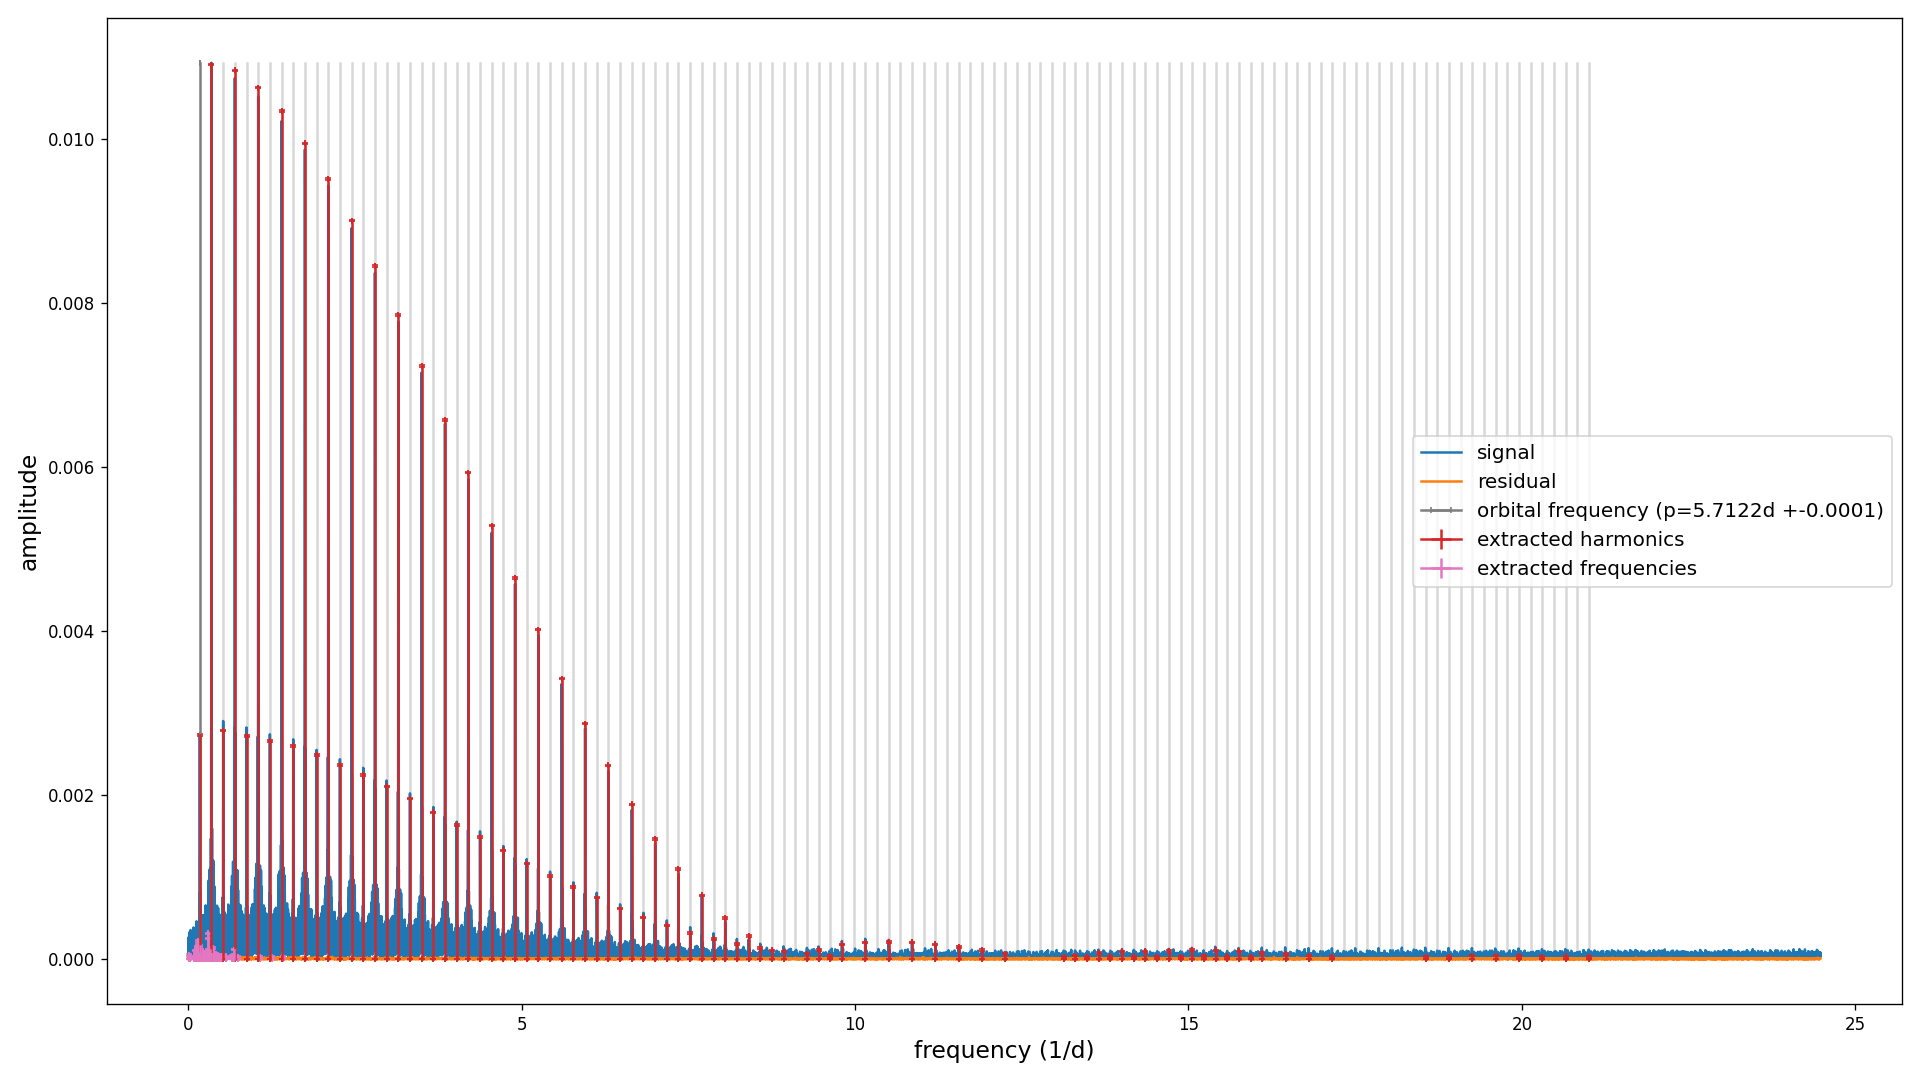 amplitude
0.010
0.008
0.006
0.004
0.002
0.000
signal
residual
orbital frequency (p=5.7122d +-0.0001)
extracted harmonics
extracted frequencies
0 5 10 15 20 25
frequency (1/d)